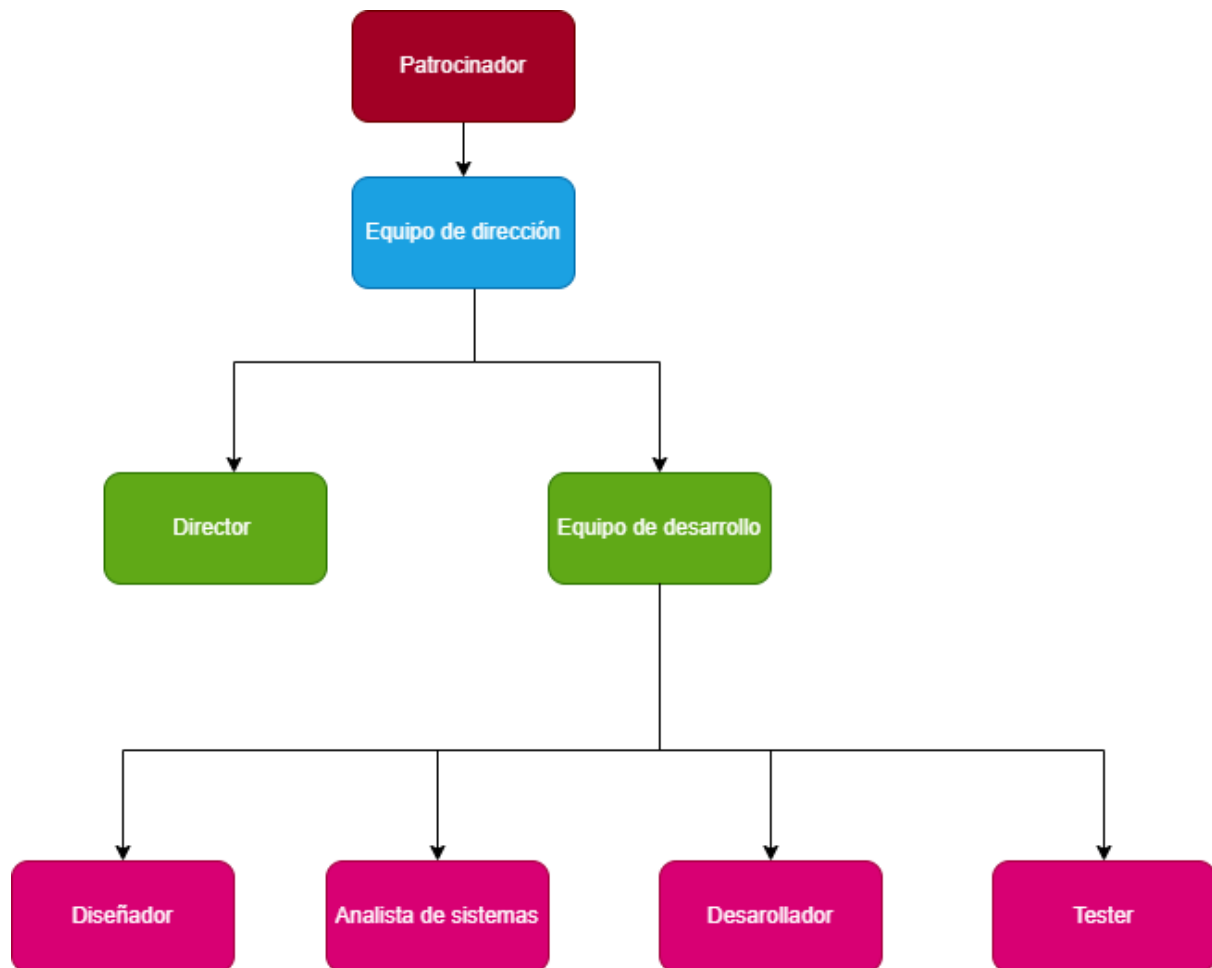 Patrocinador
Equipo de dirección
Director
Equipo de desarrollo
Diseñador
Analista de sistemas
Desarollador
Tester